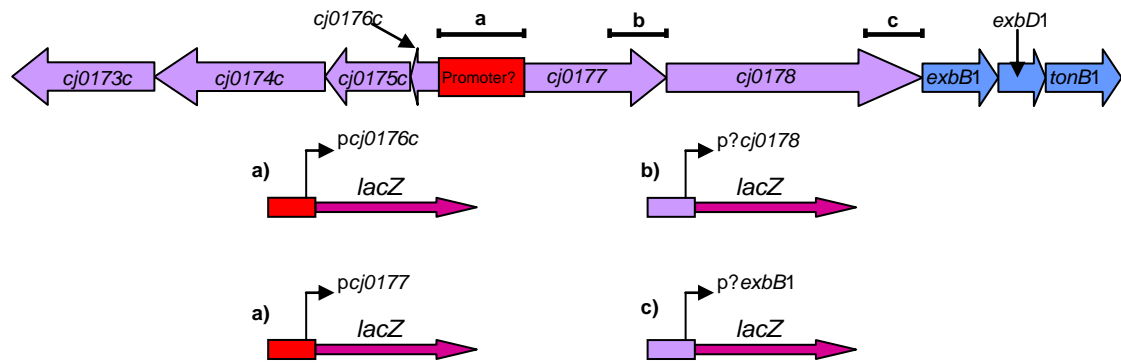 cj0176c a b c exbD1
cj0173c cj0174c cj0175c Promoter? cj0177 cj0178 exbB1 tonB1
a) pcj0176c b) p?cj0178
lacZ lacZ
a) pcj0177 c) p?exbB1
lacZ lacZ